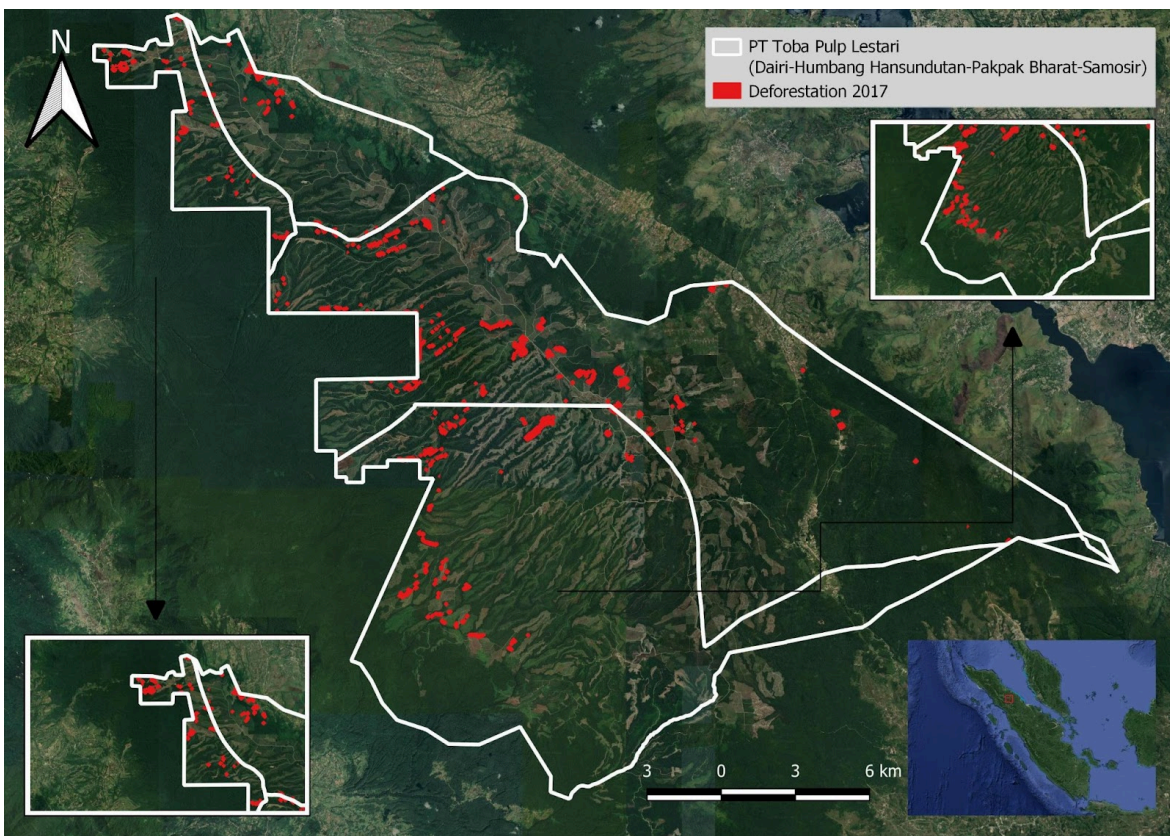 N
PT Toba Pulp Lestari
(Dairi-Humbang Hansundutan-Pakpak Bharat-Samosir)
Deforestation 2017
3 0 3 6 km